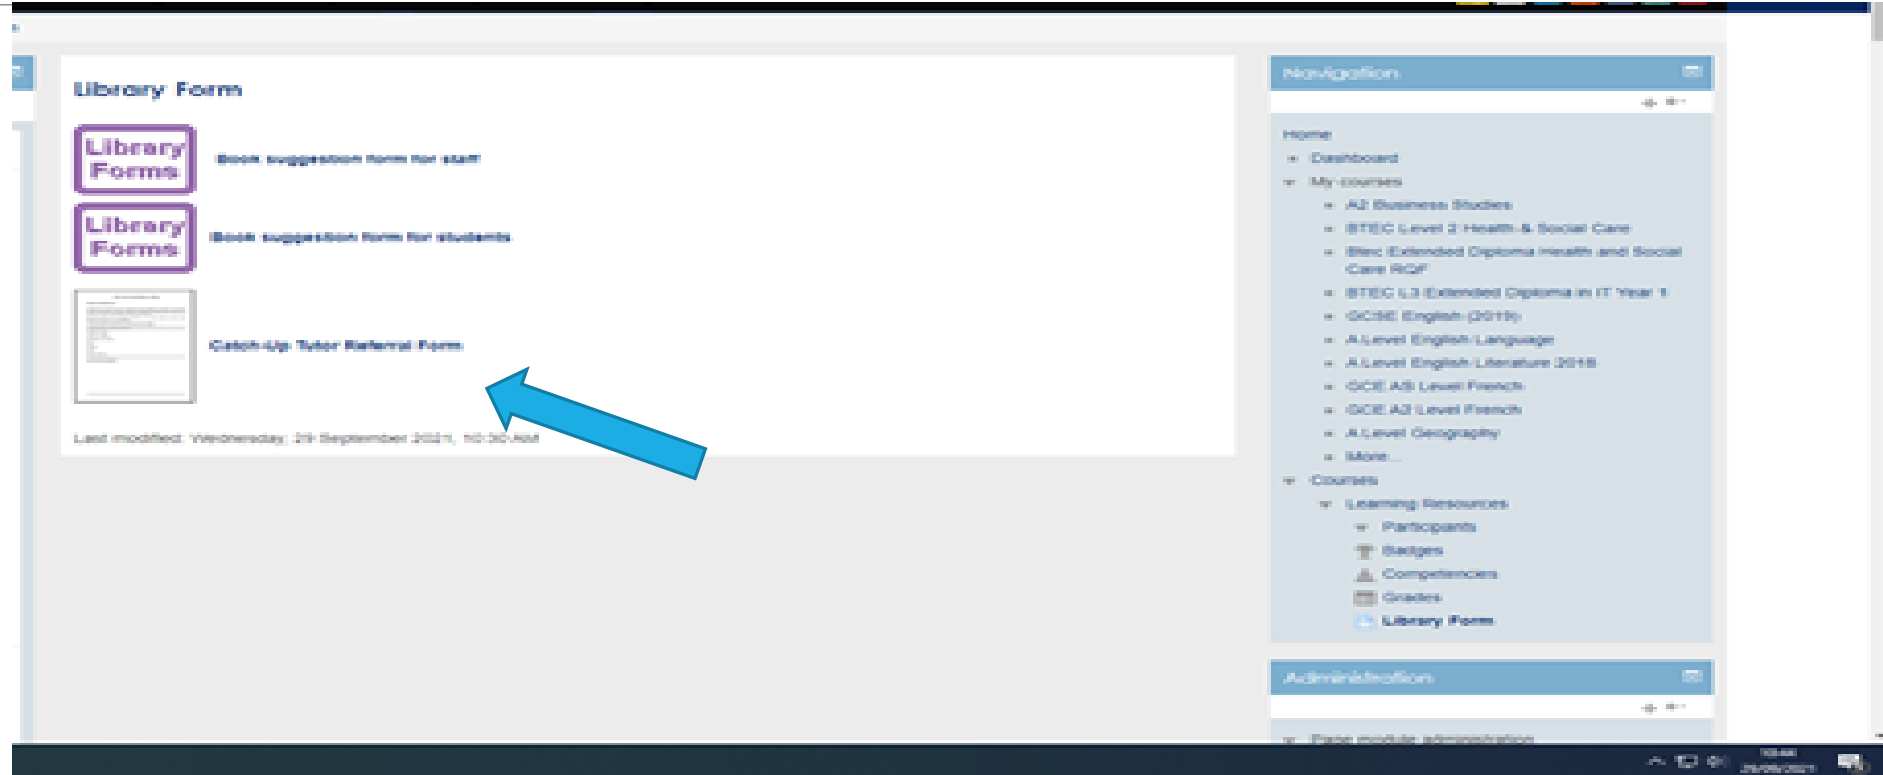 Library Form
Library
Forms
Book suggestion form for staff
Library
Forms
Book suggestion form for students
Catch-Up Tutor Referral Form
Last modified: Wednesday, 29 September 2021, 10:30 AM
Navigation
Home
Dashboard
My courses
A2 Business Studies
BTEC Level 2 Health & Social Care
Btec Extended Diploma Health and Social
Care RQF
BTEC L3 Extended Diploma in IT Year 1
GCSE English (2019)
A Level English Language
A Level English Literature 2018
GCE AS Level French
GCE A2 Level French
A Level Geography
More...
Courses
Learning Resources
Participants
Badges
Competencies
Grades
Library Form
Administration
Page module administration